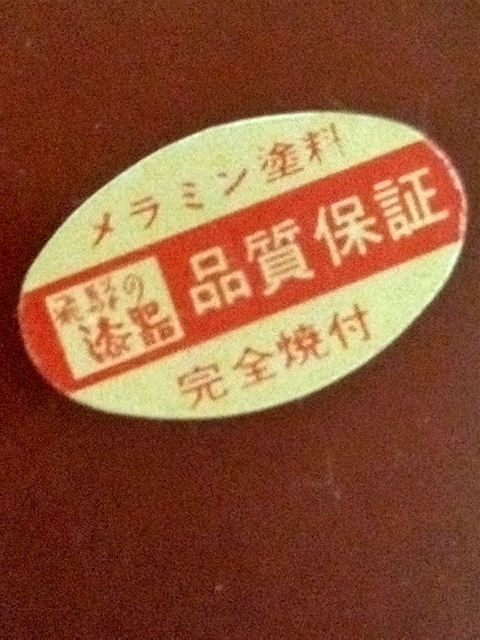 メラミン塗料
飛騨の
漆器
品質保証
完全焼付